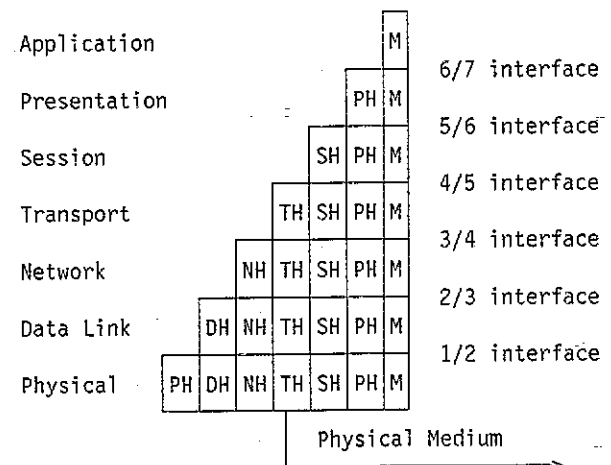 Application M
6/7 interface
Presentation PH M
5/6 interface
Session SH PH M
4/5 interface
Transport TH SH PH M
3/4 interface
Network NH TH SH PH M
2/3 interface
Data Link DH NH TH SH PH M
1/2 interface
Physical PH DH NH TH SH PH M
Physical Medium